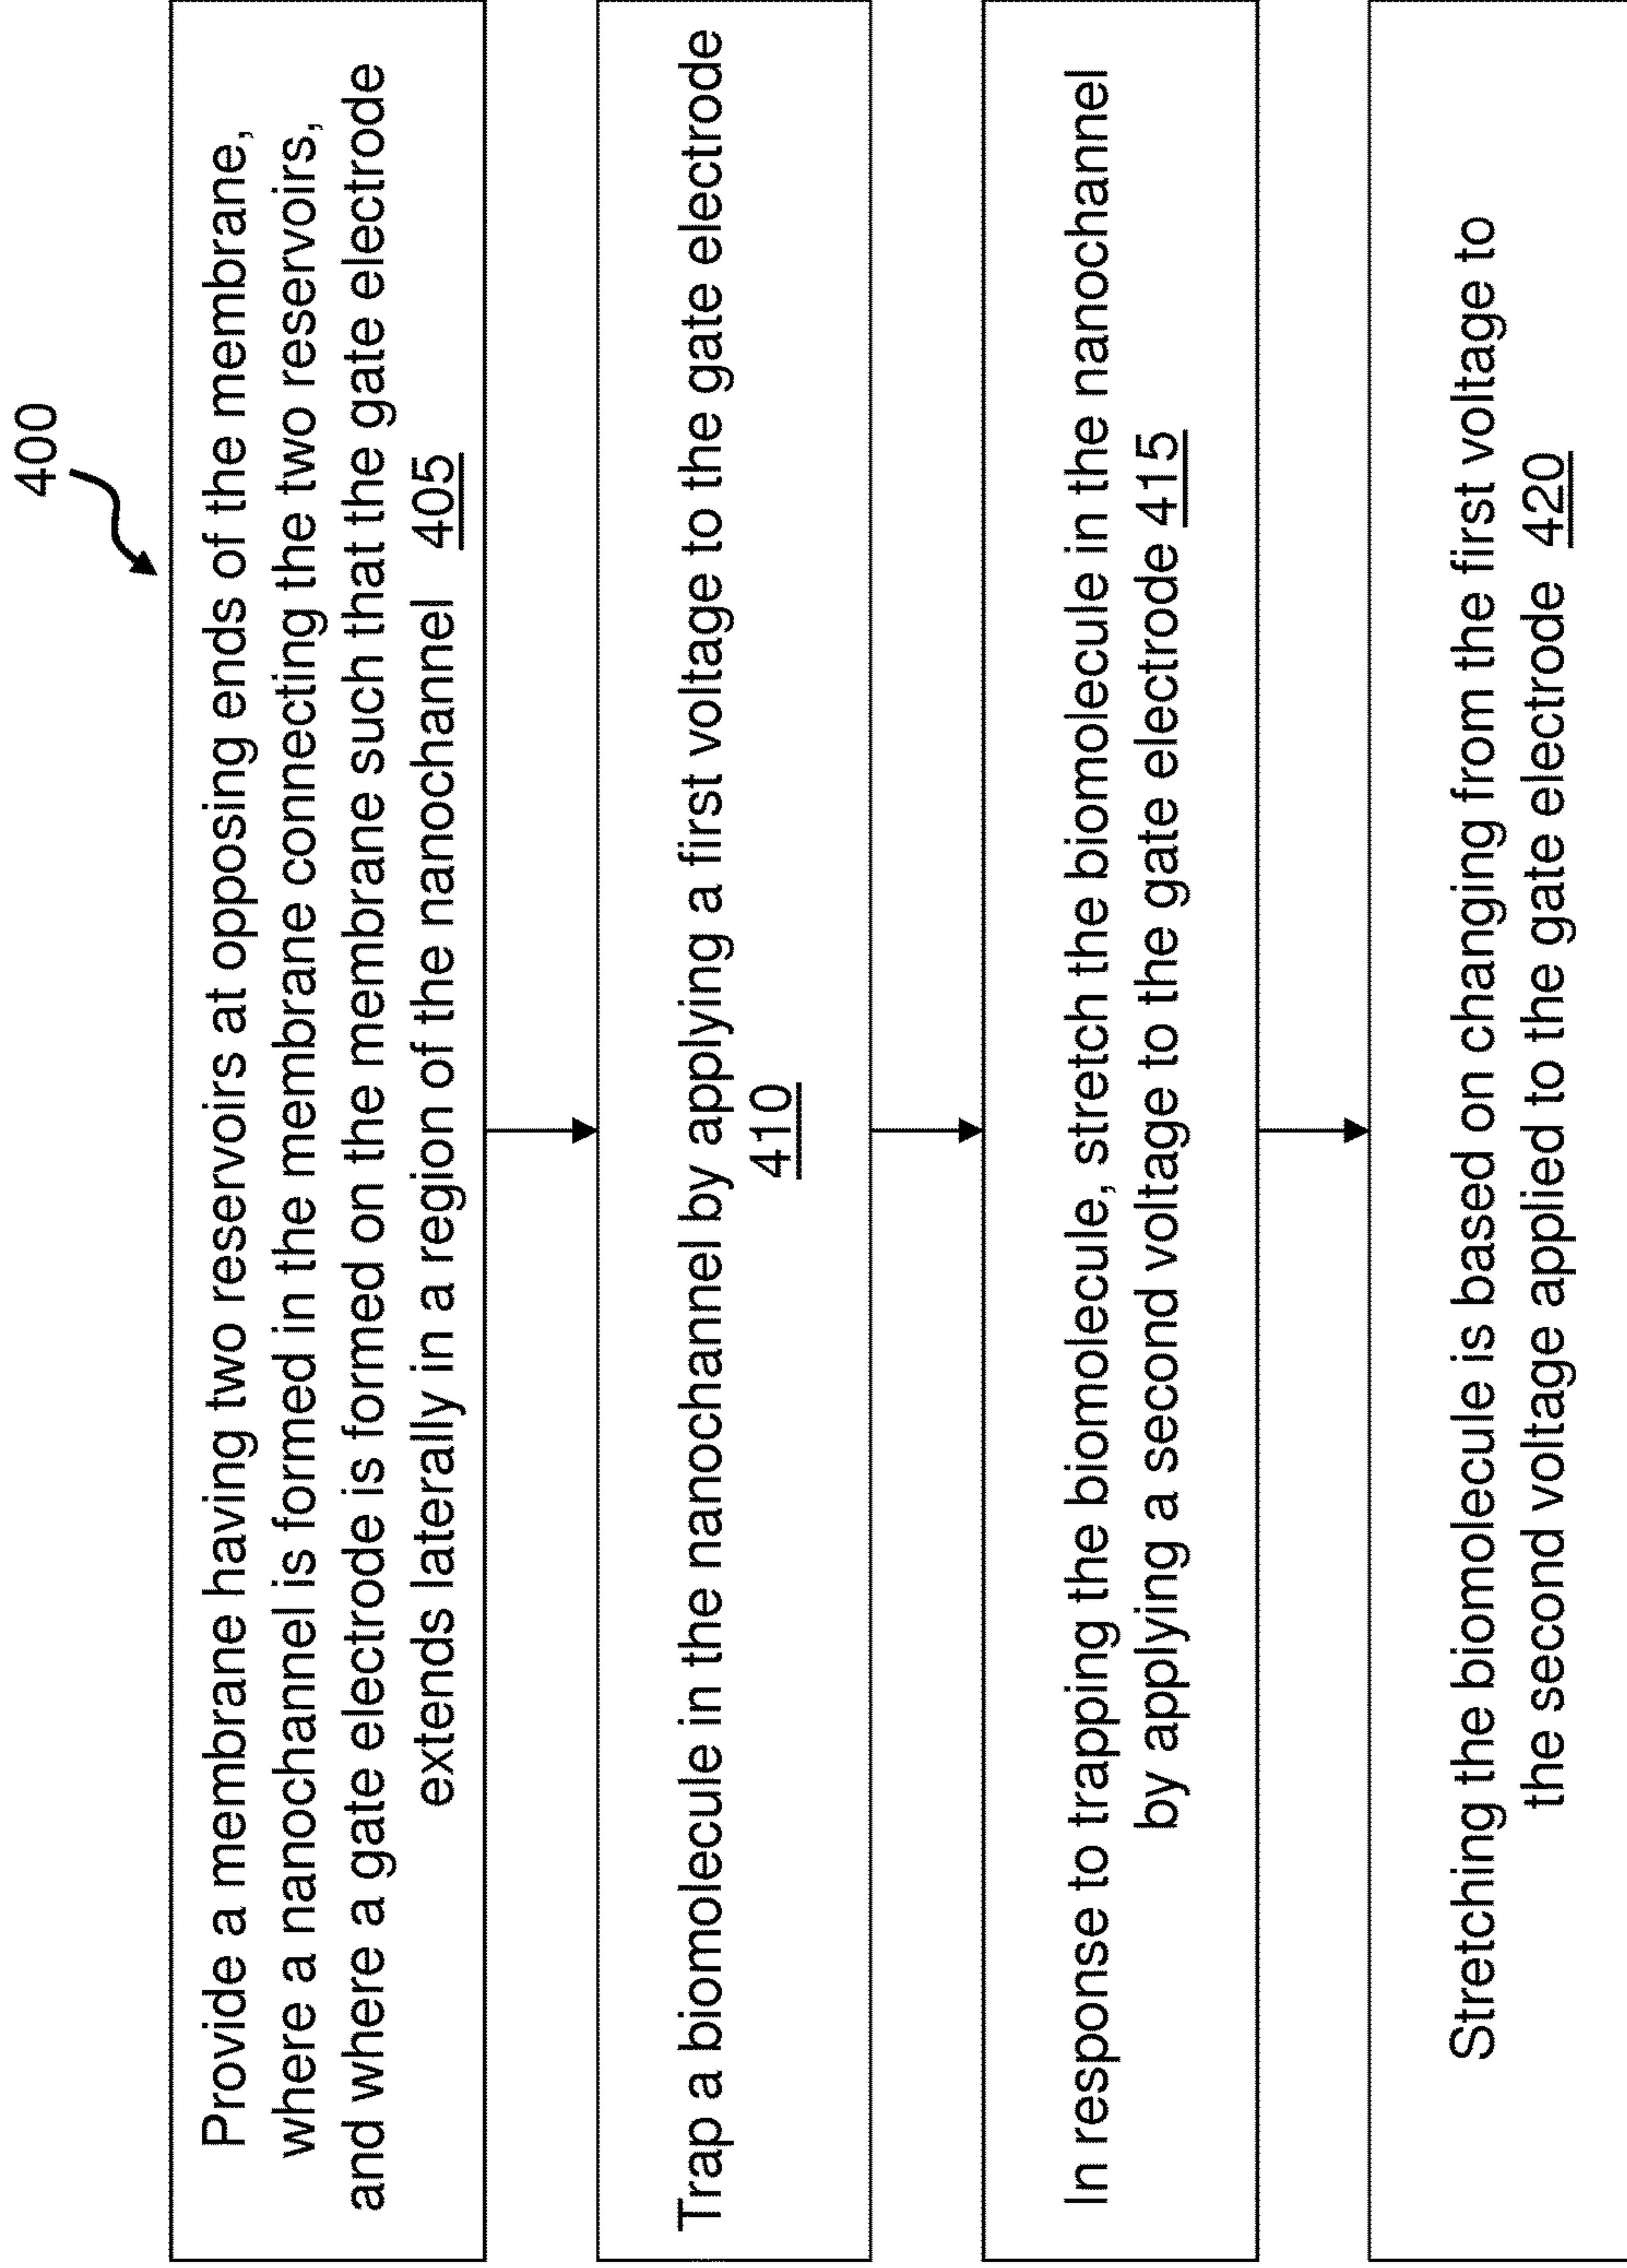 400
Provide a membrane having two reservoirs at opposing ends of the membrane,
where a nanochannel is formed in the membrane connecting the two reservoirs,
and where a gate electrode is formed on the membrane such that the gate electrode
extends laterally in a region of the nanochannel 405
Trap a biomolecule in the nanochannel by applying a first voltage to the gate electrode
410
In response to trapping the biomolecule, stretch the biomolecule in the nanochannel
by applying a second voltage to the gate electrode 415
Stretching the biomolecule is based on changing from the first voltage to
the second voltage applied to the gate electrode 420